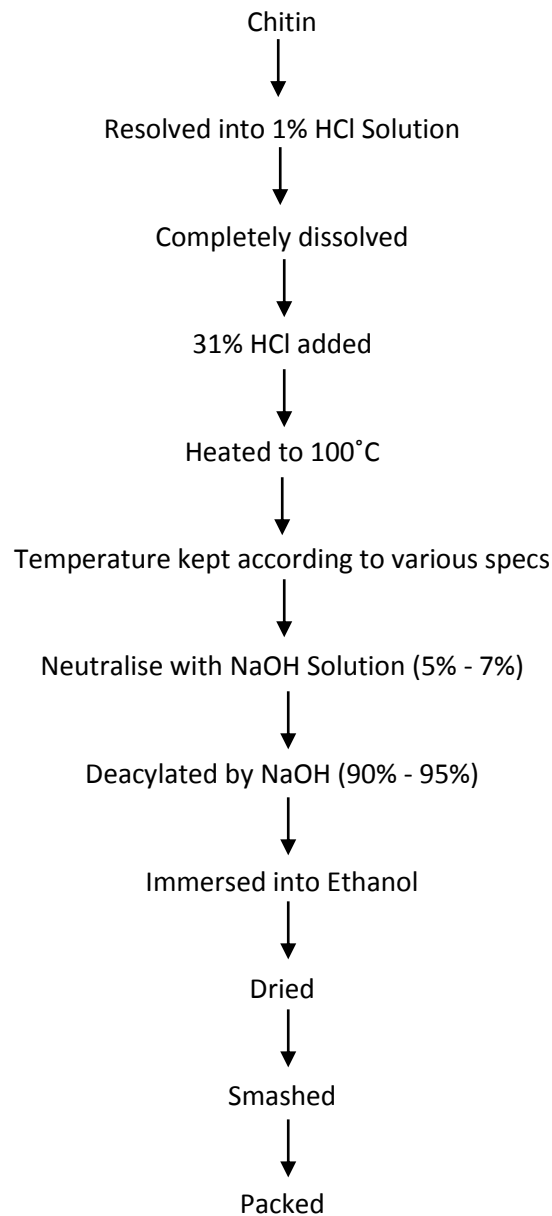 Chitin
Resolved into 1% HCl Solution
Completely dissolved
31% HCl added
Heated to 100˚C
Temperature kept according to various specs
Neutralise with NaOH Solution (5% - 7%)
Deacylated by NaOH (90% - 95%)
Immersed into Ethanol
Dried
Smashed
Packed